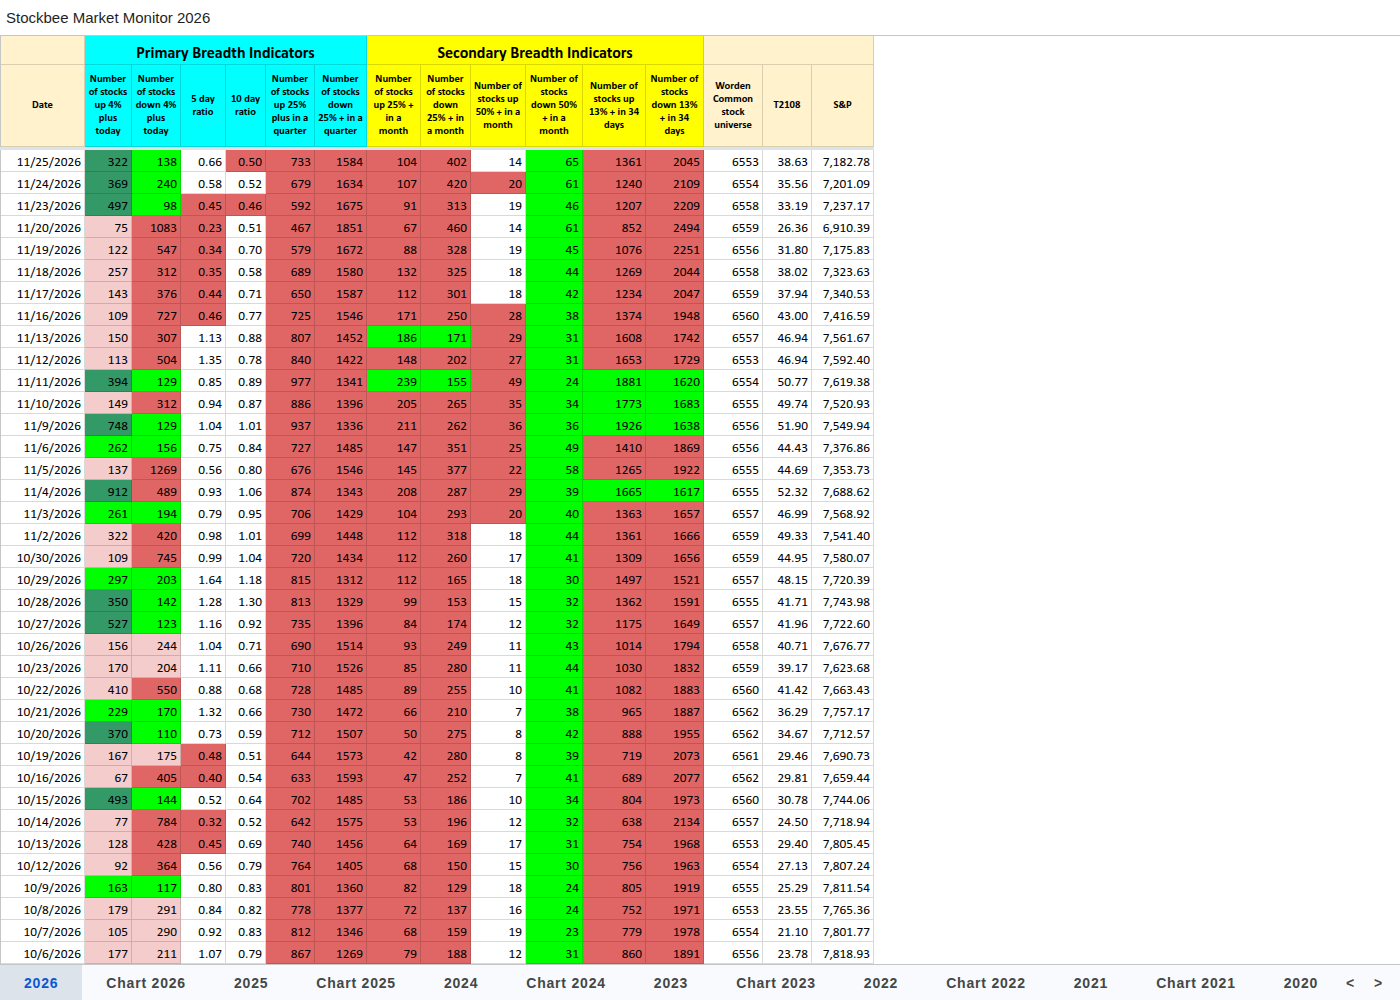 Stockbee Market Monitor 2026
Primary Breadth Indicators Secondary Breadth Indicators
Date Number of stocks up 4% plus today Number of stocks down 4% plus today 5 day ratio 10 day ratio Number of stocks up 25% plus in a quarter Number of stocks down 25% + in a quarter Number of stocks up 25% + in a month Number of stocks down 25% + in a month Number of stocks up 50% + in a month Number of stocks down 50% + in a month Number of stocks up 13% + in 34 days Number of stocks down 13% + in 34 days Worden Common stock universe T2108 S&P
11/25/2026 322 138 0.66 0.50 733 1584 104 402 14 65 1361 2045 6553 38.63 7,182.78
11/24/2026 369 240 0.58 0.52 679 1634 107 420 20 61 1240 2109 6554 35.56 7,201.09
11/23/2026 497 98 0.45 0.46 592 1675 91 313 19 46 1207 2209 6558 33.19 7,237.17
11/20/2026 75 1083 0.23 0.51 467 1851 67 460 14 61 852 2494 6559 26.36 6,910.39
11/19/2026 122 547 0.34 0.70 579 1672 88 328 19 45 1076 2251 6556 31.80 7,175.83
11/18/2026 257 312 0.35 0.58 689 1580 132 325 18 44 1269 2044 6558 38.02 7,323.63
11/17/2026 143 376 0.44 0.71 650 1587 112 301 18 42 1234 2047 6559 37.94 7,340.53
11/16/2026 109 727 0.46 0.77 725 1546 171 250 28 38 1374 1948 6560 43.00 7,416.59
11/13/2026 150 307 1.13 0.88 807 1452 186 171 29 31 1608 1742 6557 46.94 7,561.67
11/12/2026 113 504 1.35 0.78 840 1422 148 202 27 31 1653 1729 6553 46.94 7,592.40
11/11/2026 394 129 0.85 0.89 977 1341 239 155 49 24 1881 1620 6554 50.77 7,619.38
11/10/2026 149 312 0.94 0.87 886 1396 205 265 35 34 1773 1683 6555 49.74 7,520.93
11/9/2026 748 129 1.04 1.01 937 1336 211 262 36 36 1926 1638 6556 51.90 7,549.94
11/6/2026 262 156 0.75 0.84 727 1485 147 351 25 49 1410 1869 6556 44.43 7,376.86
11/5/2026 137 1269 0.56 0.80 676 1546 145 377 22 58 1265 1922 6555 44.69 7,353.73
11/4/2026 912 489 0.93 1.06 874 1343 208 287 29 39 1665 1617 6555 52.32 7,688.62
11/3/2026 261 194 0.79 0.95 706 1429 104 293 20 40 1363 1657 6557 46.99 7,568.92
11/2/2026 322 420 0.98 1.01 699 1448 112 318 18 44 1361 1666 6559 49.33 7,541.40
10/30/2026 109 745 0.99 1.04 720 1434 112 260 17 41 1309 1656 6559 44.95 7,580.07
10/29/2026 297 203 1.64 1.18 815 1312 112 165 18 30 1497 1521 6557 48.15 7,720.39
10/28/2026 350 142 1.28 1.30 813 1329 99 153 15 32 1362 1591 6555 41.71 7,743.98
10/27/2026 527 123 1.16 0.92 735 1396 84 174 12 32 1175 1649 6557 41.96 7,722.60
10/26/2026 156 244 1.04 0.71 690 1514 93 249 11 43 1014 1794 6558 40.71 7,676.77
10/23/2026 170 204 1.11 0.66 710 1526 85 280 11 44 1030 1832 6559 39.17 7,623.68
10/22/2026 410 550 0.88 0.68 728 1485 89 255 10 41 1082 1883 6560 41.42 7,663.43
10/21/2026 229 170 1.32 0.66 730 1472 66 210 7 38 965 1887 6562 36.29 7,757.17
10/20/2026 370 110 0.73 0.59 712 1507 50 275 8 42 888 1955 6562 34.67 7,712.57
10/19/2026 167 175 0.48 0.51 644 1573 42 280 8 39 719 2073 6561 29.46 7,690.73
10/16/2026 67 405 0.40 0.54 633 1593 47 252 7 41 689 2077 6562 29.81 7,659.44
10/15/2026 493 144 0.52 0.64 702 1485 53 186 10 34 804 1973 6560 30.78 7,744.06
10/14/2026 77 784 0.32 0.52 642 1575 53 196 12 32 638 2134 6557 24.50 7,718.94
10/13/2026 128 428 0.45 0.69 740 1456 64 169 17 31 754 1968 6553 29.40 7,805.45
10/12/2026 92 364 0.56 0.79 764 1405 68 150 15 30 756 1963 6554 27.13 7,807.24
10/9/2026 163 117 0.80 0.83 801 1360 82 129 18 24 805 1919 6555 25.29 7,811.54
10/8/2026 179 291 0.84 0.82 778 1377 72 137 16 24 752 1971 6553 23.55 7,765.36
10/7/2026 105 290 0.92 0.83 812 1346 68 159 19 23 779 1978 6554 21.10 7,801.77
10/6/2026 177 211 1.07 0.79 867 1269 79 188 12 31 860 1891 6556 23.78 7,818.93
2026 Chart 2026 2025 Chart 2025 2024 Chart 2024 2023 Chart 2023 2022 Chart 2022 2021 Chart 2021 2020 < >